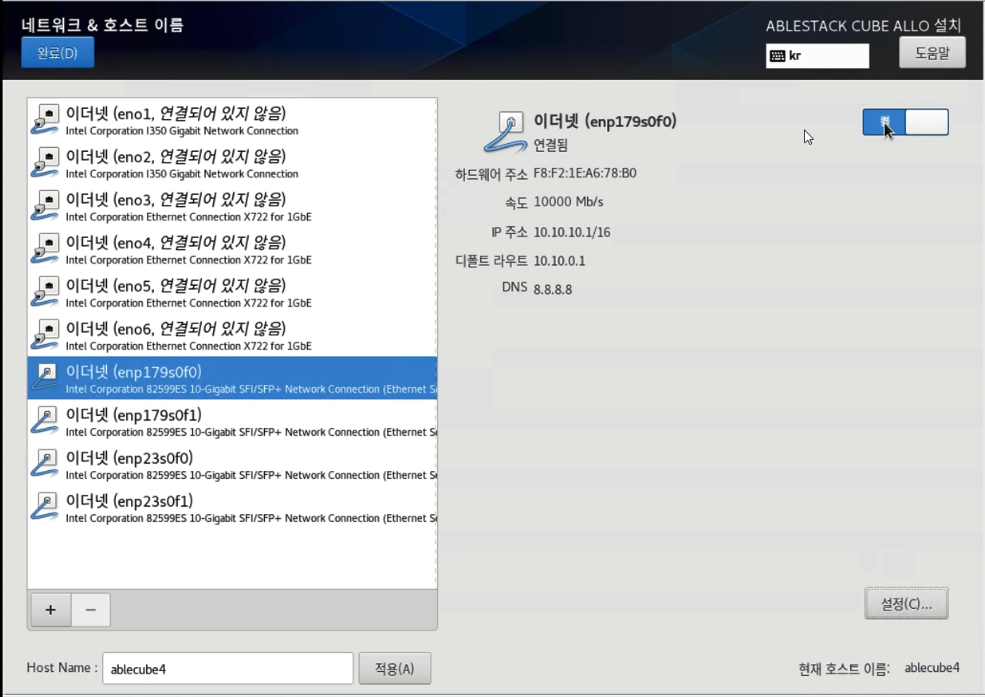 네트워크 & 호스트 이름
완료(D)
ABLESTACK CUBE ALLO 설치
kr
도움말
이더넷 (eno1, 연결되어 있지 않음)
Intel Corporation I350 Gigabit Network Connection
이더넷 (eno2, 연결되어 있지 않음)
Intel Corporation I350 Gigabit Network Connection
이더넷 (eno3, 연결되어 있지 않음)
Intel Corporation Ethernet Connection X722 for 1GbE
이더넷 (eno4, 연결되어 있지 않음)
Intel Corporation Ethernet Connection X722 for 1GbE
이더넷 (eno5, 연결되어 있지 않음)
Intel Corporation Ethernet Connection X722 for 1GbE
이더넷 (eno6, 연결되어 있지 않음)
Intel Corporation Ethernet Connection X722 for 1GbE
이더넷 (enp179s0f0)
Intel Corporation 82599ES 10-Gigabit SFI/SFP+ Network Connection (Ethernet Se
이더넷 (enp179s0f1)
Intel Corporation 82599ES 10-Gigabit SFI/SFP+ Network Connection (Ethernet Se
이더넷 (enp23s0f0)
Intel Corporation 82599ES 10-Gigabit SFI/SFP+ Network Connection (Ethernet Se
이더넷 (enp23s0f1)
Intel Corporation 82599ES 10-Gigabit SFI/SFP+ Network Connection (Ethernet Se
+ −
이더넷 (enp179s0f0)
연결됨
하드웨어 주소 F8:F2:1E:A6:78:B0
속도 10000 Mb/s
IP 주소 10.10.10.1/16
디폴트 라우트 10.10.0.1
DNS 8.8.8.8
설정(C)...
Host Name : ablecube4
적용(A)
현재 호스트 이름: ablecube4